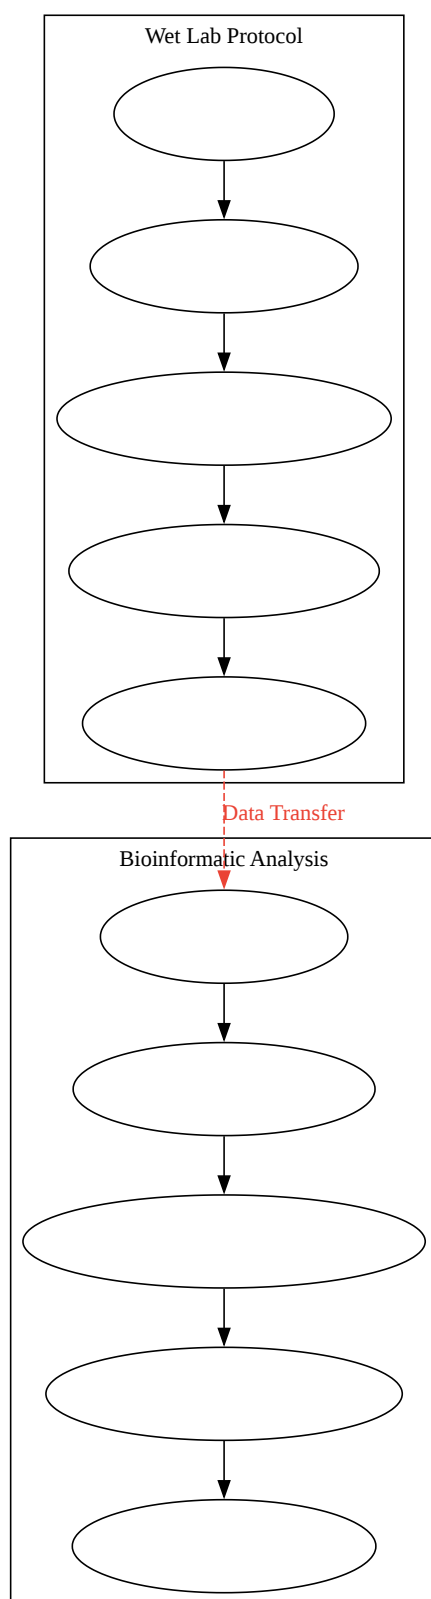 Wet Lab Protocol
Data Transfer
Bioinformatic Analysis